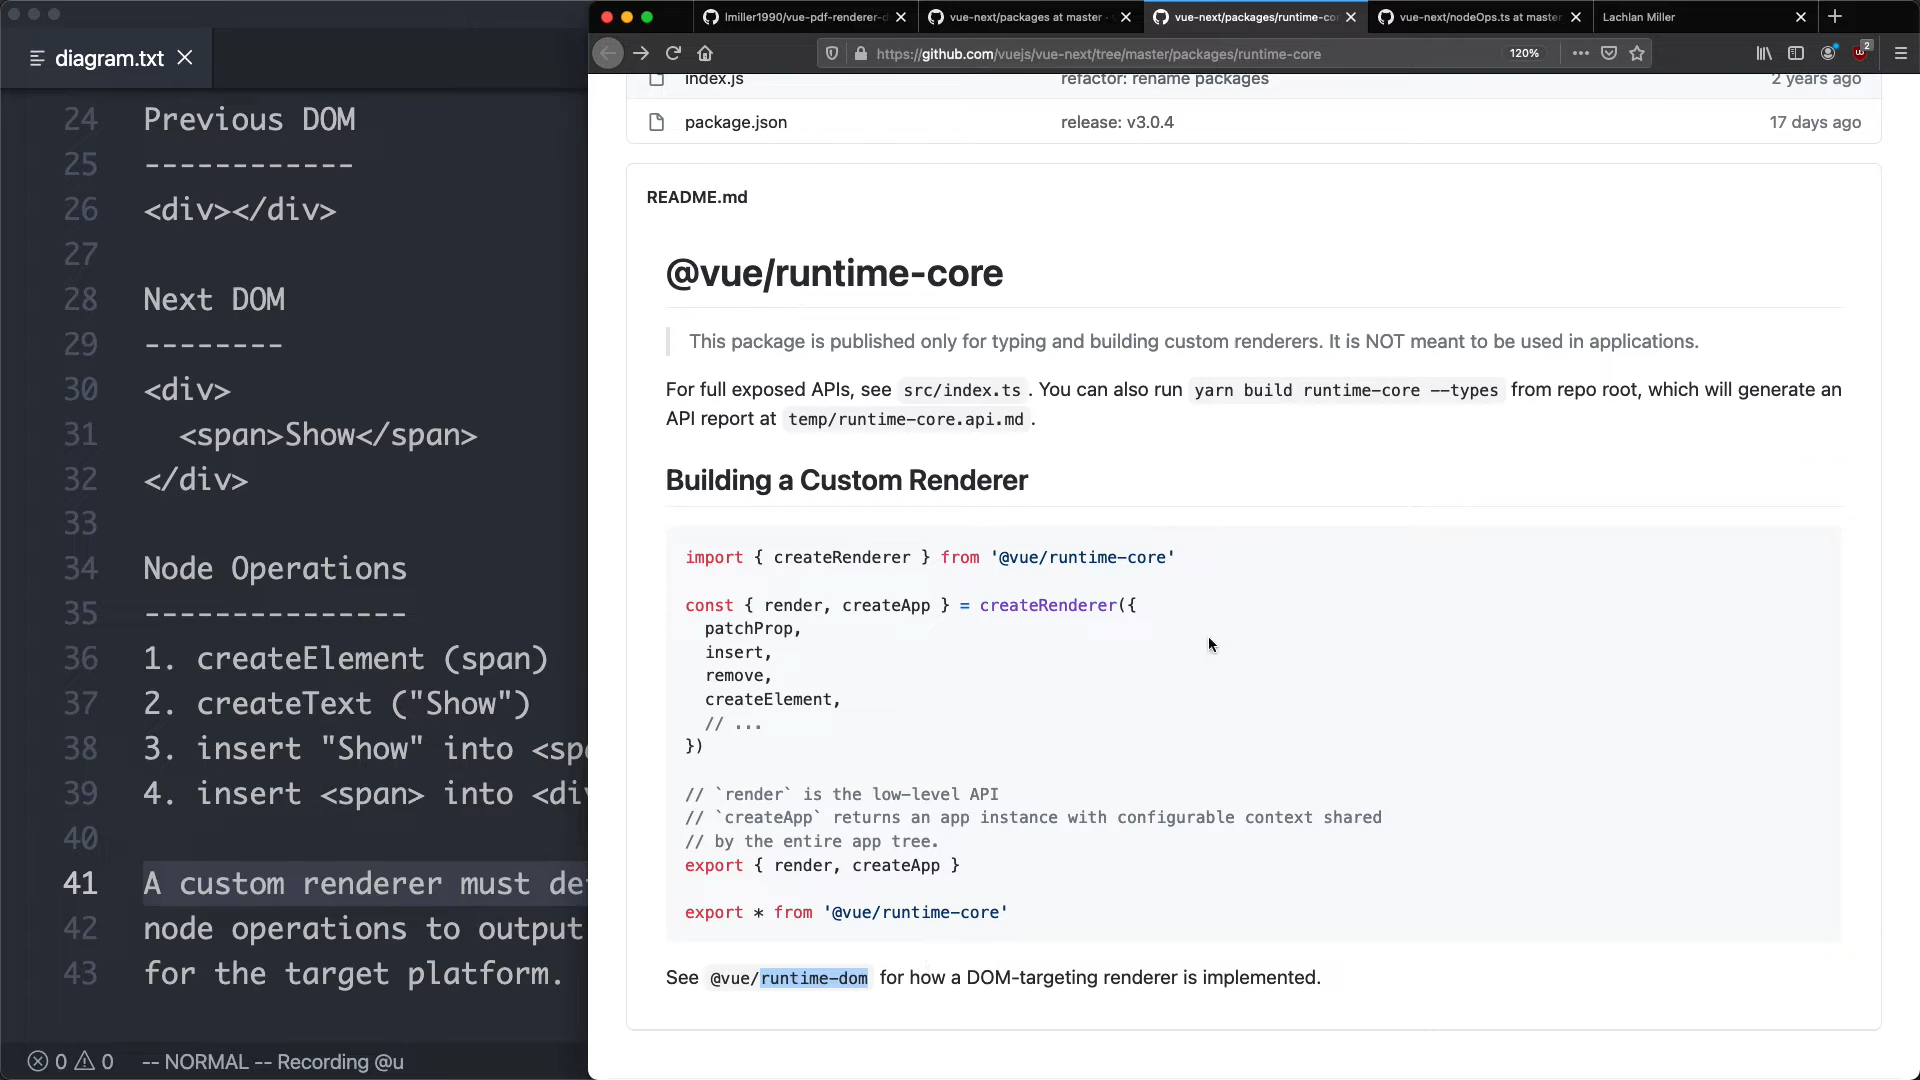 diagram.txt
24 Previous DOM
25 ------------
26 <div></div>
27
28 Next DOM
29 --------
30 <div>
31 <span>Show</span>
32 </div>
33
34 Node Operations
35 ---------------
36 1. createElement (span)
37 2. createText ("Show")
38 3. insert "Show" into <sp
39 4. insert <span> into <di
40
41 A custom renderer must de
42 node operations to output
43 for the target platform.
0 0 -- NORMAL -- Recording @u
lmiller1990/vue-pdf-renderer-d
vue-next/packages at master ·
vue-next/packages/runtime-co
vue-next/nodeOps.ts at master
Lachlan Miller
https://github.com/vuejs/vue-next/tree/master/packages/runtime-core
120%
2
index.js refactor: rename packages 2 years ago
package.json release: v3.0.4 17 days ago
README.md
@vue/runtime-core
This package is published only for typing and building custom renderers. It is NOT meant to be used in applications.
For full exposed APIs, see src/index.ts . You can also run yarn build runtime-core --types from repo root, which will generate an
API report at temp/runtime-core.api.md .
Building a Custom Renderer
import { createRenderer } from '@vue/runtime-core'
const { render, createApp } = createRenderer({
patchProp,
insert,
remove,
createElement,
// ...
})
// `render` is the low-level API
// `createApp` returns an app instance with configurable context shared
// by the entire app tree.
export { render, createApp }
export * from '@vue/runtime-core'
See @vue/runtime-dom for how a DOM-targeting renderer is implemented.